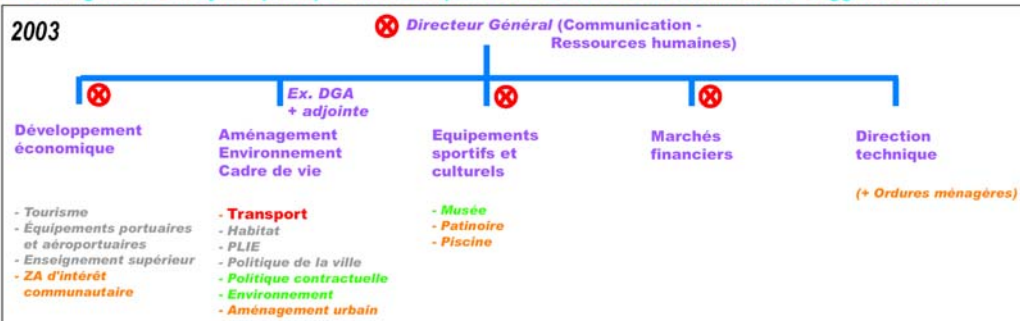 2003
Directeur Général (Communication -
Ressources humaines)
Ex. DGA
+ adjointe
Développement
économique
Aménagement
Environnement
Cadre de vie
Equipements
sportifs et
culturels
Marchés
financiers
Direction
technique
(+ Ordures ménagères)
- Tourisme
- Équipements portuaires
et aéroportuaires
- Enseignement supérieur
- ZA d'intérêt
communautaire
- Transport
- Habitat
- PLIE
- Politique de la ville
- Politique contractuelle
- Environnement
- Aménagement urbain
- Musée
- Patinoire
- Piscine